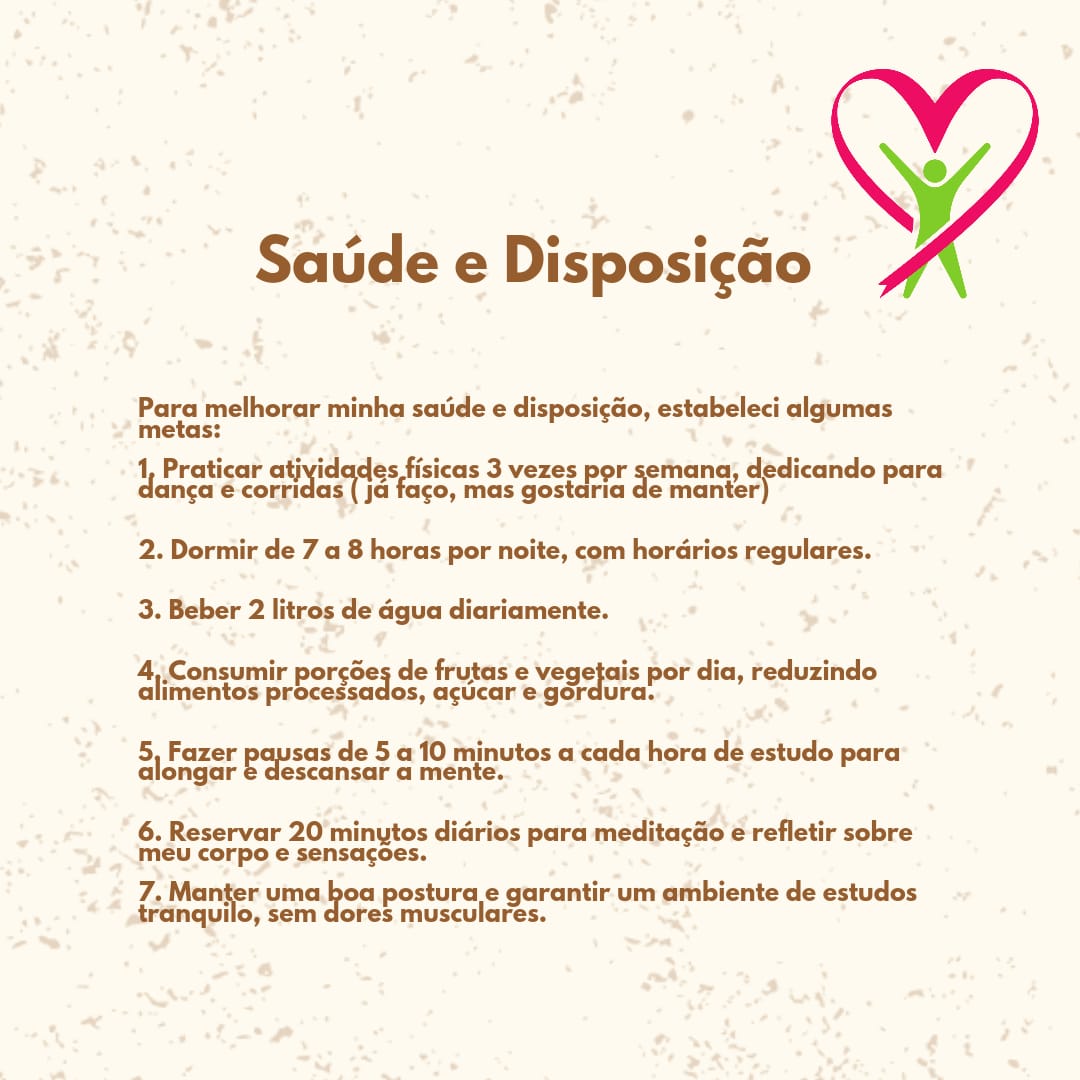 Saúde e Disposição
Para melhorar minha saúde e disposição, estabeleci algumas
metas:
1. Praticar atividades físicas 3 vezes por semana, dedicando para
dança e corridas ( já faço, mas gostaria de manter)
2. Dormir de 7 a 8 horas por noite, com horários regulares.
3. Beber 2 litros de água diariamente.
4. Consumir porções de frutas e vegetais por dia, reduzindo
alimentos processados, açúcar e gordura.
5. Fazer pausas de 5 a 10 minutos a cada hora de estudo para
alongar e descansar a mente.
6. Reservar 20 minutos diários para meditação e refletir sobre
meu corpo e sensações.
7. Manter uma boa postura e garantir um ambiente de estudos
tranquilo, sem dores musculares.